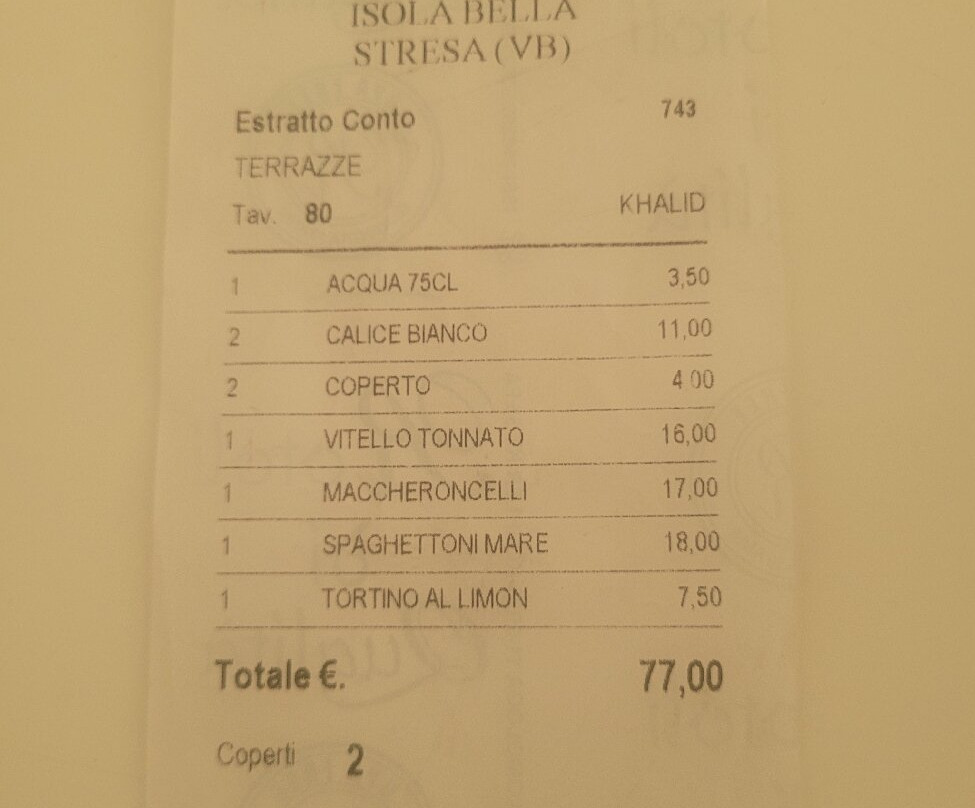 ISOLA BELLA
STRESA (VB)
Estratto Conto 743
TERRAZZE
Tav. 80 KHALID
1 ACQUA 75CL 3,50
2 CALICE BIANCO 11,00
2 COPERTO 4 00
1 VITELLO TONNATO 16,00
1 MACCHERONCELLI 17,00
1 SPAGHETTONI MARE 18,00
1 TORTINO AL LIMON 7,50
Totale €. 77,00
Coperti 2